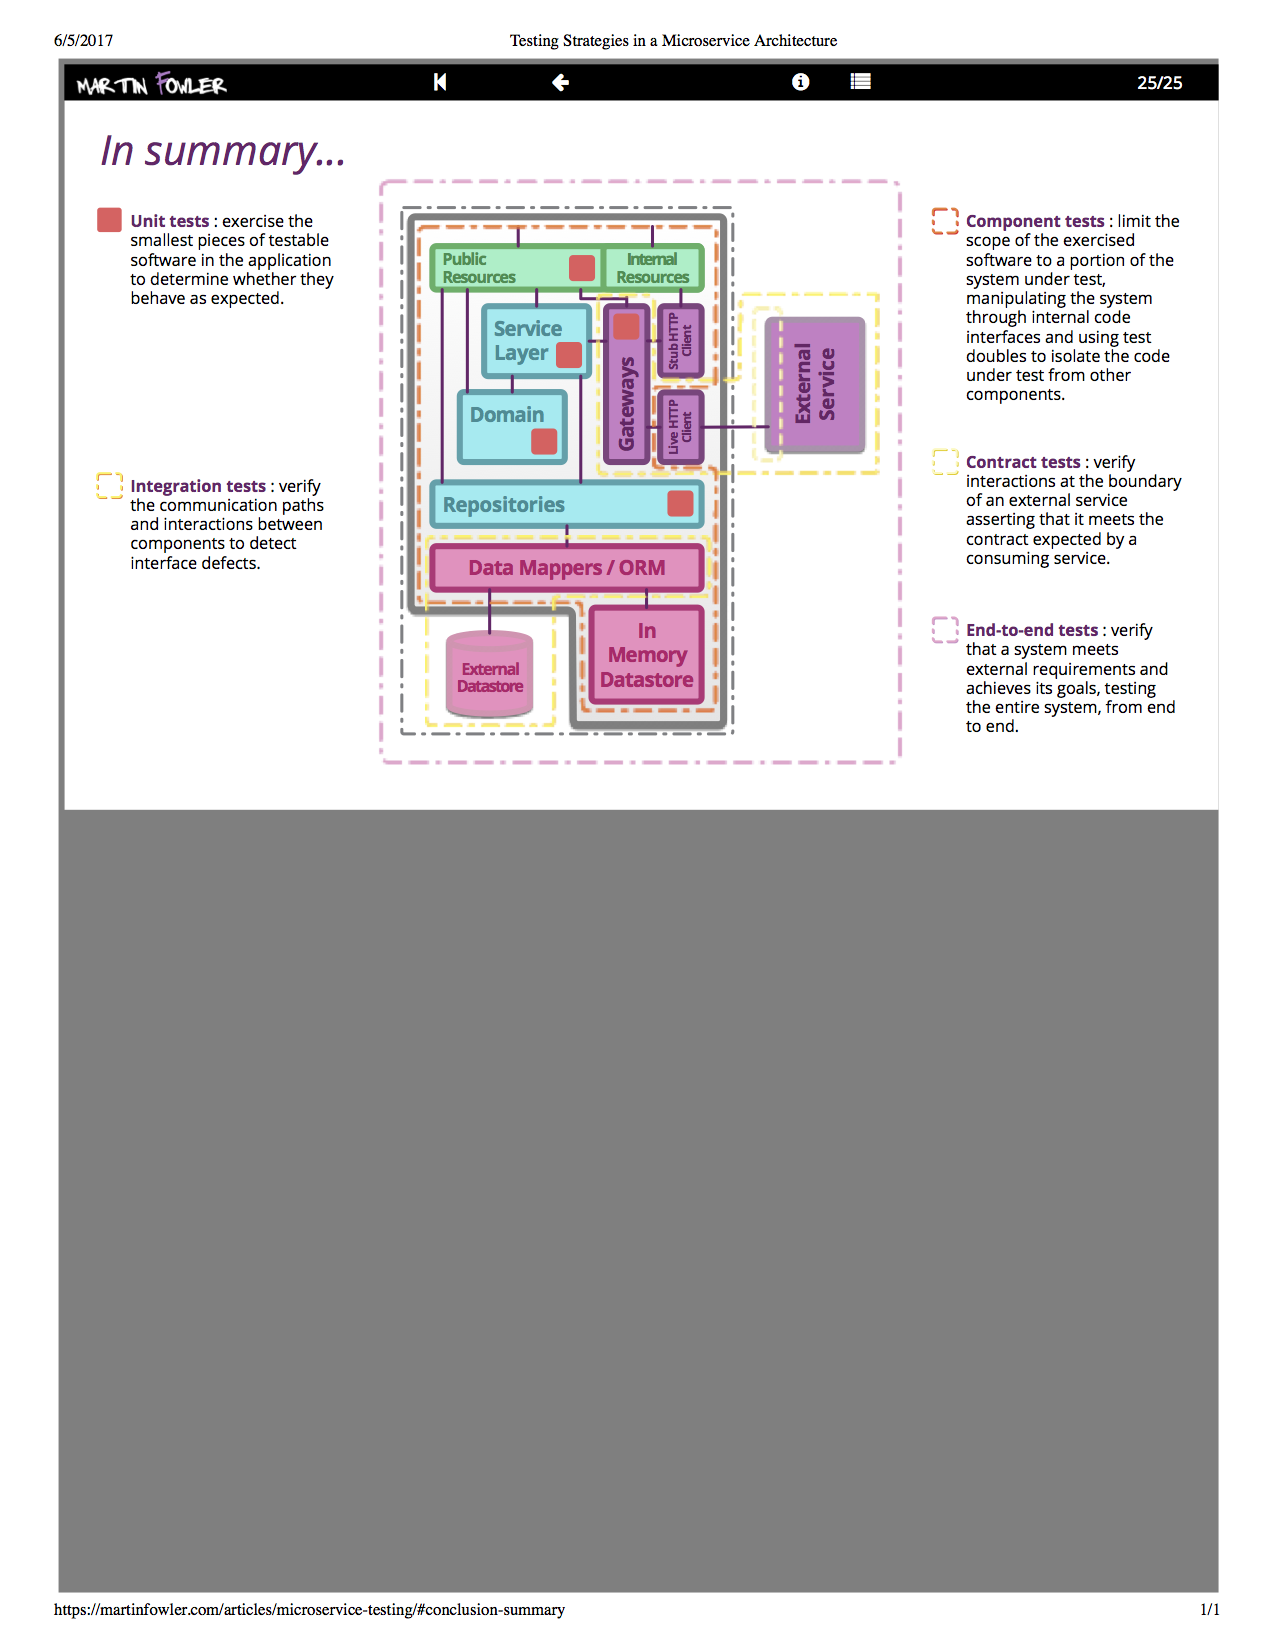 6/5/2017
Testing Strategies in a Microservice Architecture
MARTIN FOWLER
25/25
In summary...
Unit tests : exercise the
smallest pieces of testable
software in the application
to determine whether they
behave as expected.
Integration tests : verify
the communication paths
and interactions between
components to detect
interface defects.
Public
Resources
Internal
Resources
Service
Layer
Domain
Gateways
Stub HTTP
Client
Live HTTP
Client
External
Service
Repositories
Data Mappers / ORM
External
Datastore
In
Memory
Datastore
Component tests : limit the
scope of the exercised
software to a portion of the
system under test,
manipulating the system
through internal code
interfaces and using test
doubles to isolate the code
under test from other
components.
Contract tests : verify
interactions at the boundary
of an external service
asserting that it meets the
contract expected by a
consuming service.
End-to-end tests : verify
that a system meets
external requirements and
achieves its goals, testing
the entire system, from end
to end.
https://martinfowler.com/articles/microservice-testing/#conclusion-summary
1/1